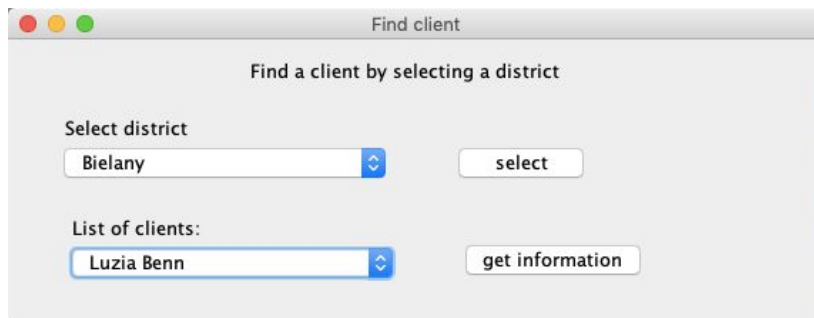 Find client
Find a client by selecting a district
Select district
Bielany
select
List of clients:
Luzia Benn
get information